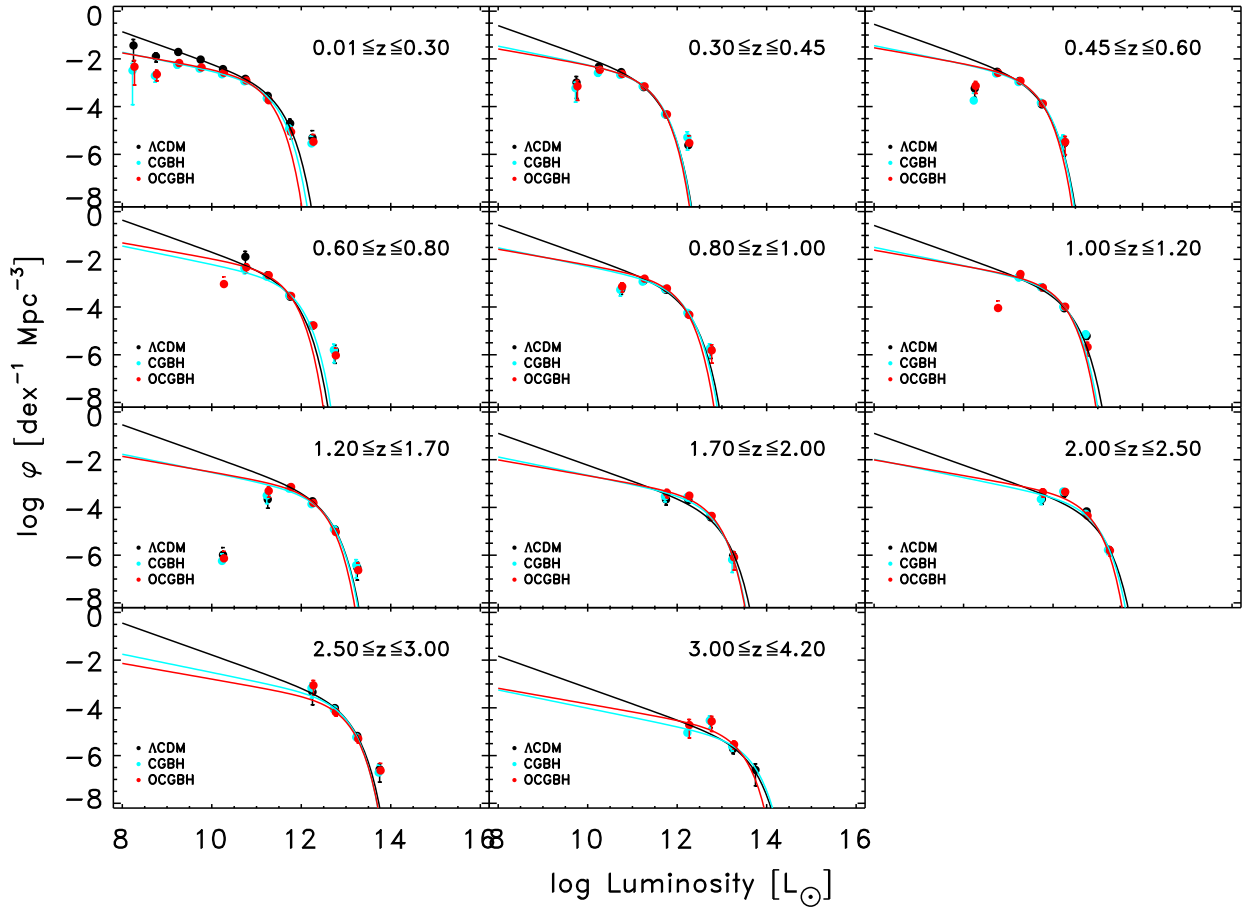 0.01≦z≦0.30
0.30≦z≦0.45
0.45≦z≦0.60
0
−2
−4
−6
−8
ΛCDM
CGBH
OCGBH
ΛCDM
CGBH
OCGBH
ΛCDM
CGBH
OCGBH
0.60≦z≦0.80
0.80≦z≦1.00
1.00≦z≦1.20
0
−2
−4
−6
−8
ΛCDM
CGBH
OCGBH
ΛCDM
CGBH
OCGBH
ΛCDM
CGBH
OCGBH
1.20≦z≦1.70
1.70≦z≦2.00
2.00≦z≦2.50
0
−2
−4
−6
−8
ΛCDM
CGBH
OCGBH
ΛCDM
CGBH
OCGBH
ΛCDM
CGBH
OCGBH
2.50≦z≦3.00
3.00≦z≦4.20
0
−2
−4
−6
−8
ΛCDM
CGBH
OCGBH
ΛCDM
CGBH
OCGBH
8 10 12 14 16
8 10 12 14 16
log φ [dex⁻¹ Mpc⁻³]
log Luminosity [L☉]